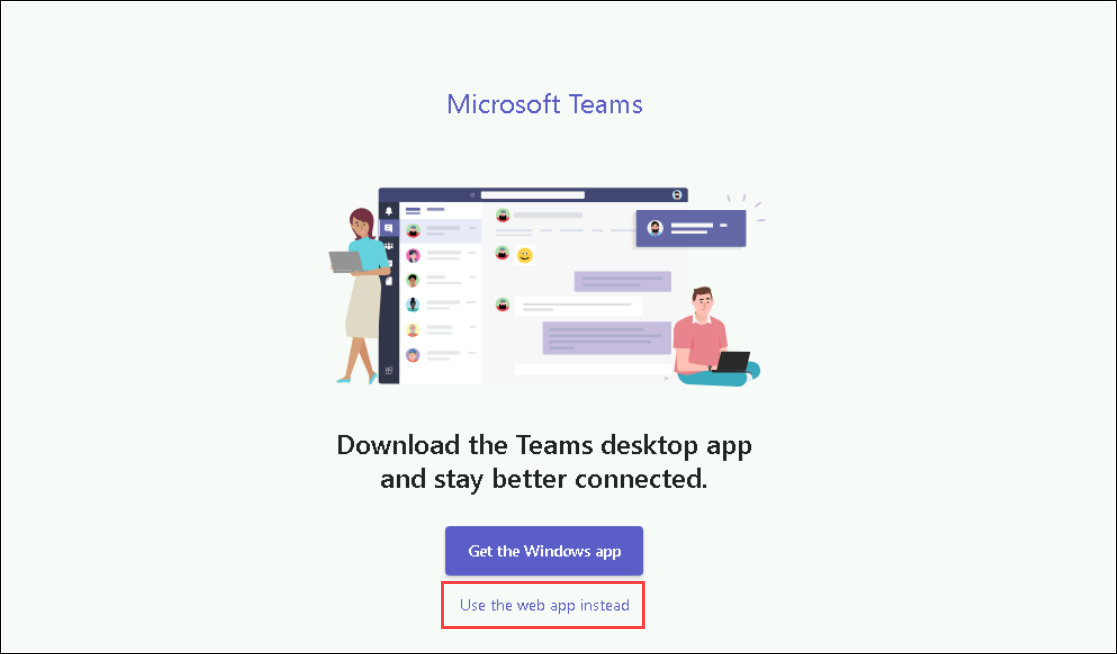 Microsoft Teams
Download the Teams desktop app
and stay better connected.
Get the Windows app
Use the web app instead